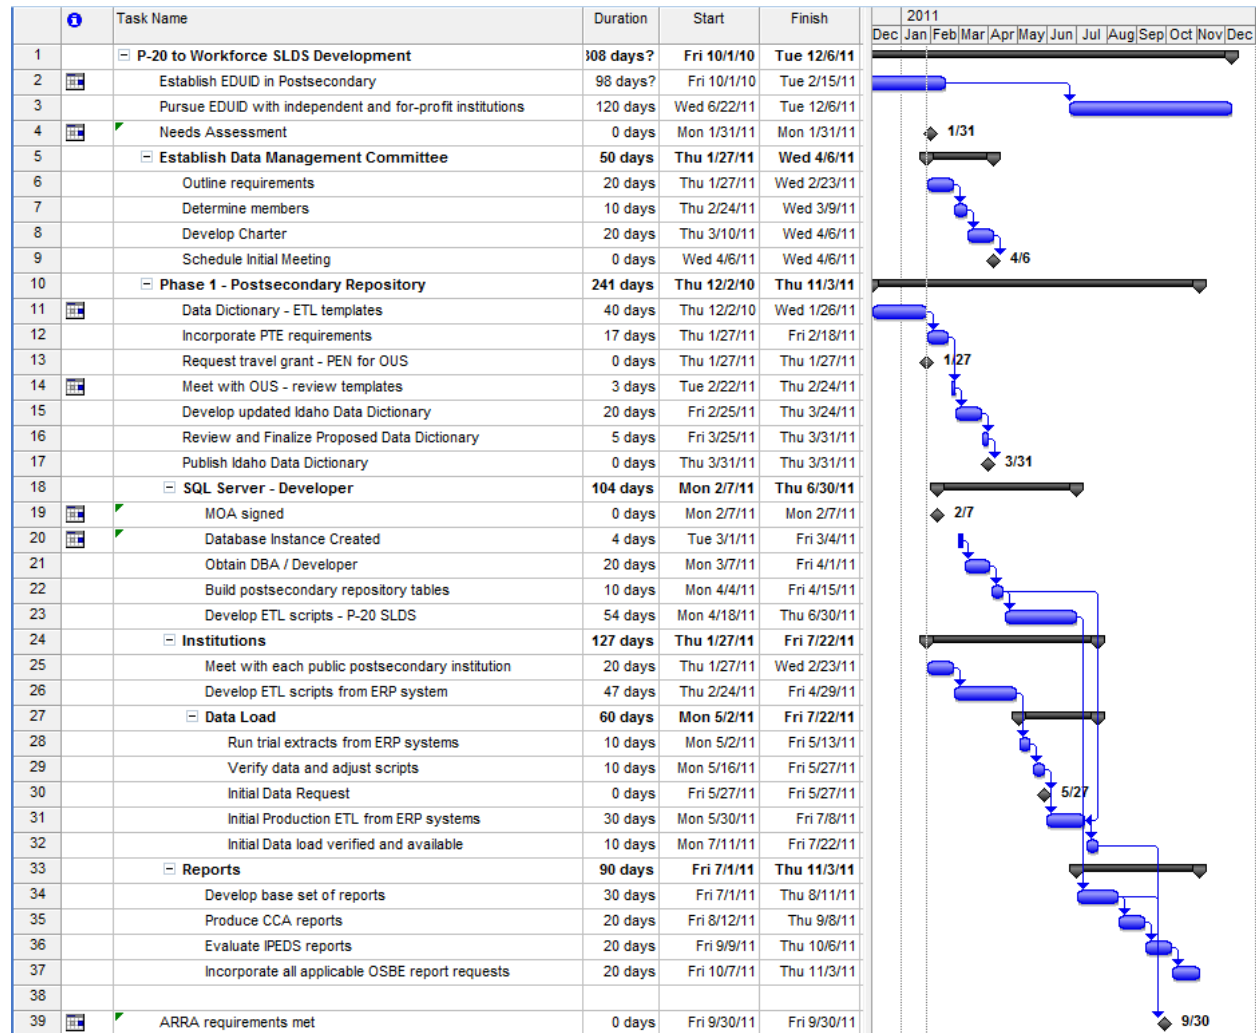 Task Name Duration Start Finish 2011
Dec Jan Feb Mar Apr May Jun Jul Aug Sep Oct Nov Dec
1 P-20 to Workforce SLDS Development 308 days? Fri 10/1/10 Tue 12/6/11
2 Establish EDUID in Postsecondary 98 days? Fri 10/1/10 Tue 2/15/11
3 Pursue EDUID with independent and for-profit institutions 120 days Wed 6/22/11 Tue 12/6/11
4 Needs Assessment 0 days Mon 1/31/11 Mon 1/31/11 1/31
5 Establish Data Management Committee 50 days Thu 1/27/11 Wed 4/6/11
6 Outline requirements 20 days Thu 1/27/11 Wed 2/23/11
7 Determine members 10 days Thu 2/24/11 Wed 3/9/11
8 Develop Charter 20 days Thu 3/10/11 Wed 4/6/11
9 Schedule Initial Meeting 0 days Wed 4/6/11 Wed 4/6/11 4/6
10 Phase 1 - Postsecondary Repository 241 days Thu 12/2/10 Thu 11/3/11
11 Data Dictionary - ETL templates 40 days Thu 12/2/10 Wed 1/26/11
12 Incorporate PTE requirements 17 days Thu 1/27/11 Fri 2/18/11
13 Request travel grant - PEN for OUS 0 days Thu 1/27/11 Thu 1/27/11 1/27
14 Meet with OUS - review templates 3 days Tue 2/22/11 Thu 2/24/11
15 Develop updated Idaho Data Dictionary 20 days Fri 2/25/11 Thu 3/24/11
16 Review and Finalize Proposed Data Dictionary 5 days Fri 3/25/11 Thu 3/31/11
17 Publish Idaho Data Dictionary 0 days Thu 3/31/11 Thu 3/31/11 3/31
18 SQL Server - Developer 104 days Mon 2/7/11 Thu 6/30/11
19 MOA signed 0 days Mon 2/7/11 Mon 2/7/11 2/7
20 Database Instance Created 4 days Tue 3/1/11 Fri 3/4/11
21 Obtain DBA / Developer 20 days Mon 3/7/11 Fri 4/1/11
22 Build postsecondary repository tables 10 days Mon 4/4/11 Fri 4/15/11
23 Develop ETL scripts - P-20 SLDS 54 days Mon 4/18/11 Thu 6/30/11
24 Institutions 127 days Thu 1/27/11 Fri 7/22/11
25 Meet with each public postsecondary institution 20 days Thu 1/27/11 Wed 2/23/11
26 Develop ETL scripts from ERP system 47 days Thu 2/24/11 Fri 4/29/11
27 Data Load 60 days Mon 5/2/11 Fri 7/22/11
28 Run trial extracts from ERP systems 10 days Mon 5/2/11 Fri 5/13/11
29 Verify data and adjust scripts 10 days Mon 5/16/11 Fri 5/27/11
30 Initial Data Request 0 days Fri 5/27/11 Fri 5/27/11 5/27
31 Initial Production ETL from ERP systems 30 days Mon 5/30/11 Fri 7/8/11
32 Initial Data load verified and available 10 days Mon 7/11/11 Fri 7/22/11
33 Reports 90 days Fri 7/1/11 Thu 11/3/11
34 Develop base set of reports 30 days Fri 7/1/11 Thu 8/11/11
35 Produce CCA reports 20 days Fri 8/12/11 Thu 9/8/11
36 Evaluate IPEDS reports 20 days Fri 9/9/11 Thu 10/6/11
37 Incorporate all applicable OSBE report requests 20 days Fri 10/7/11 Thu 11/3/11
38
39 ARRA requirements met 0 days Fri 9/30/11 Fri 9/30/11 9/30